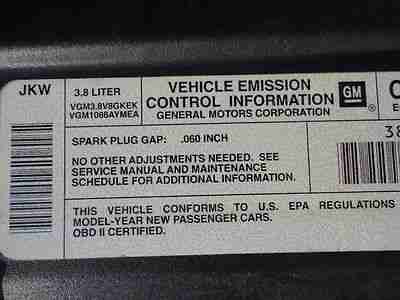 JKW
3.8 LITER
VGM3.8V8GKEK
VGM1065AYMEA
VEHICLE EMISSION
CONTROL INFORMATION
GENERAL MOTORS CORPORATION
GM
SPARK PLUG GAP: .060 INCH
NO OTHER ADJUSTMENTS NEEDED. SEE
SERVICE MANUAL AND MAINTENANCE
SCHEDULE FOR ADDITIONAL INFORMATION.
38
THIS VEHICLE CONFORMS TO U.S. EPA REGULATIONS
MODEL-YEAR NEW PASSENGER CARS.
OBD II CERTIFIED.